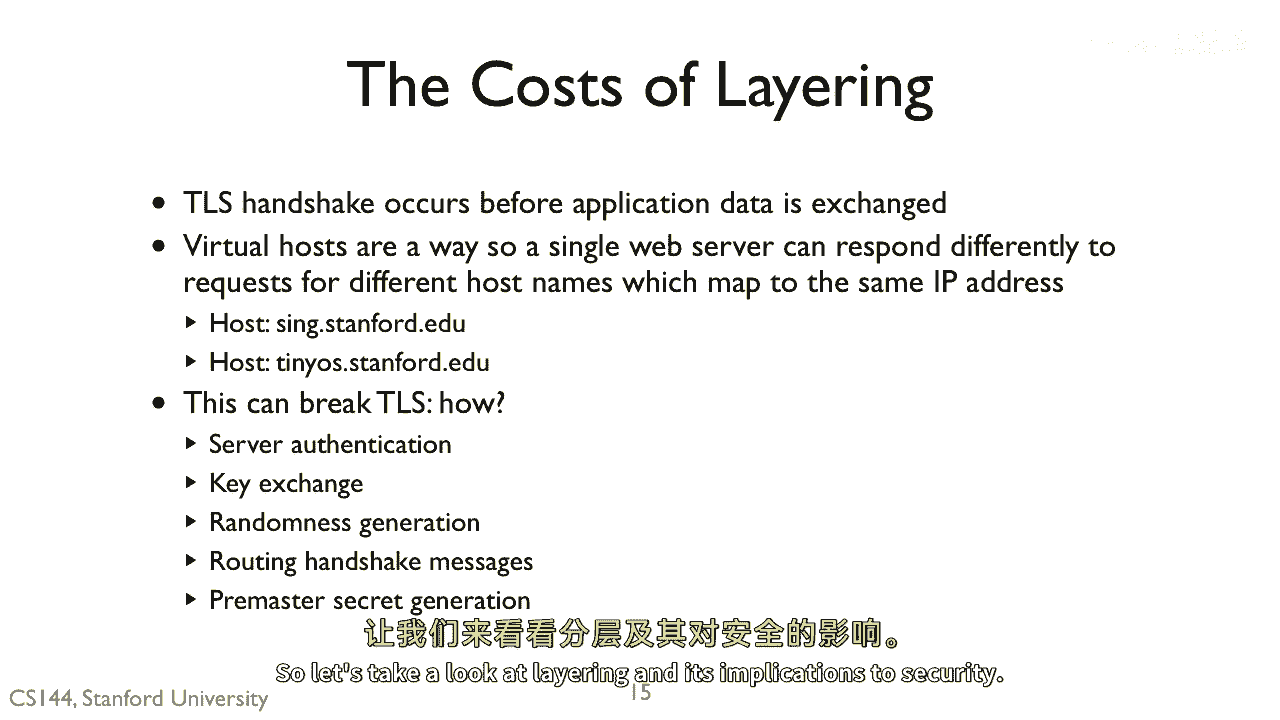 The Costs of Layering
• TLS handshake occurs before application data is exchanged
• Virtual hosts are a way so a single web server can respond differently to
requests for different host names which map to the same IP address
▸ Host: sing.stanford.edu
▸ Host: tinyos.stanford.edu
• This can break TLS: how?
▸ Server authentication
▸ Key exchange
▸ Randomness generation
▸ Routing handshake messages
▸ Premaster secret generation
让我们来看看分层及其对安全的影响。
So let's take a look at layering and its implications to security.
CS144, Stanford University
15